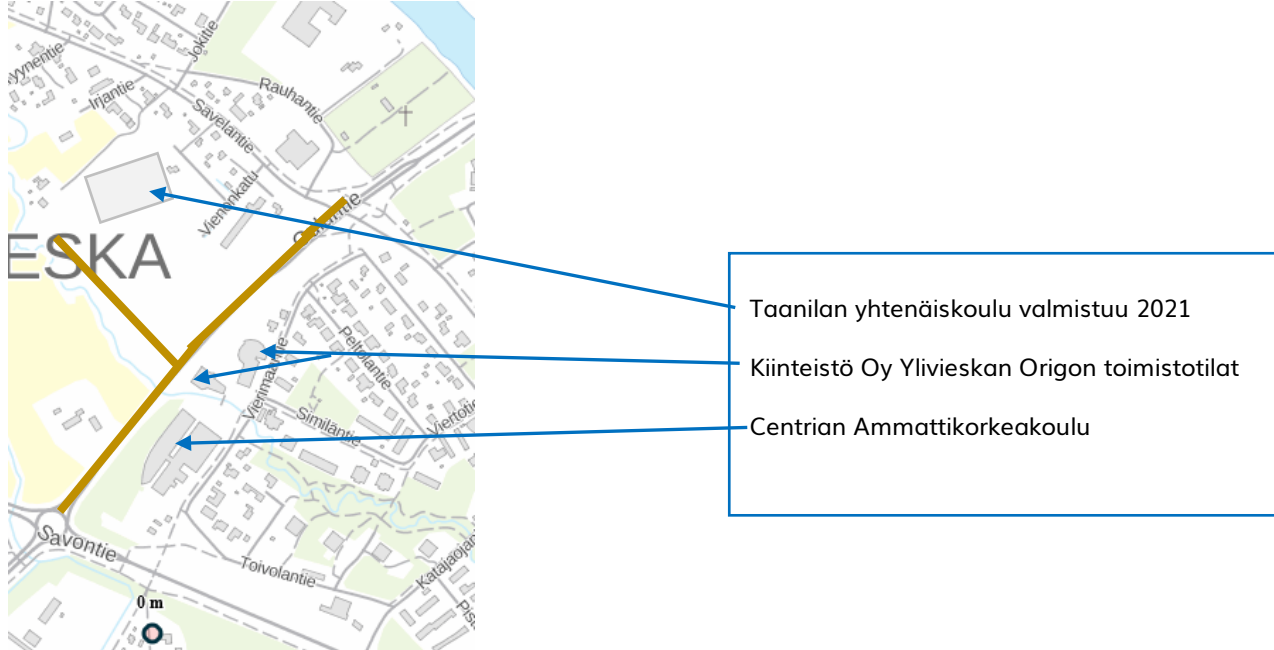 Jokitie
Irjantie
Rauhantie
Savelantie
Vienonkatu
ESKA
Taanilan yhtenäiskoulu valmistuu 2021
Kiinteistö Oy Ylivieskan Origon toimistotilat
Centrian Ammattikorkeakoulu
Peltolantie
Similäntie
Savontie
Toivolantie
0 m